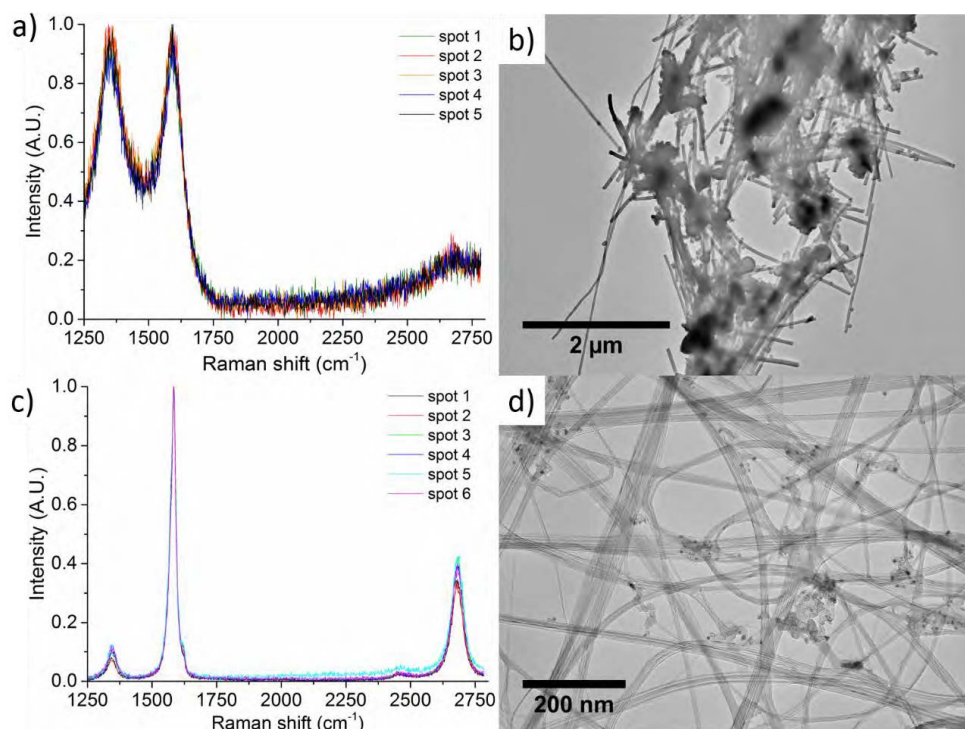 a)
1.0
0.8
0.6
0.4
0.2
0.0
Intensity (A.U.)
1250 1500 1750 2000 2250 2500 2750
Raman shift (cm-1)
spot 1
spot 2
spot 3
spot 4
spot 5
b)
2 µm
c)
1.0
0.8
0.6
0.4
0.2
0.0
Intensity (A.U.)
1250 1500 1750 2000 2250 2500 2750
Raman shift (cm-1)
spot 1
spot 2
spot 3
spot 4
spot 5
spot 6
d)
200 nm